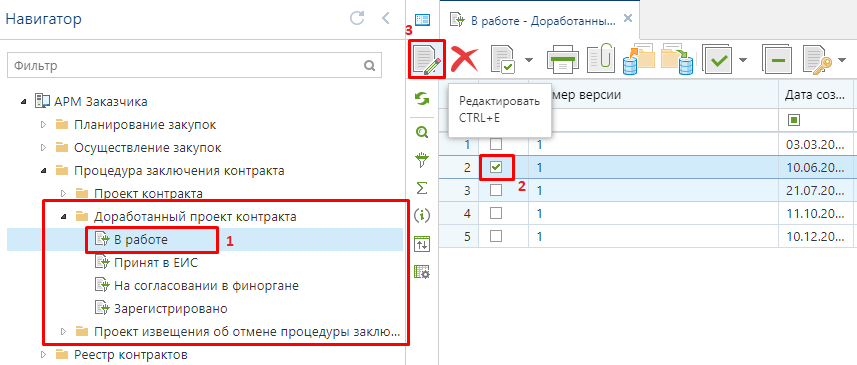 Навигатор
Фильтр
АРМ Заказчика
Планирование закупок
Осуществление закупок
Процедура заключения контракта
Проект контракта
Доработанный проект контракта
В работе
1
Принят в ЕИС
На согласовании в финоргане
Зарегистрировано
Проект извещения об отмене процедуры заклю...
Реестр контрактов
В работе - Доработанны...
3
Редактировать
CTRL+E
мер версии
Дата соз...
1 03.03.20...
2 1 10.06.20...
2
3 1 21.07.20...
4 1 11.10.20...
5 1 10.12.20...